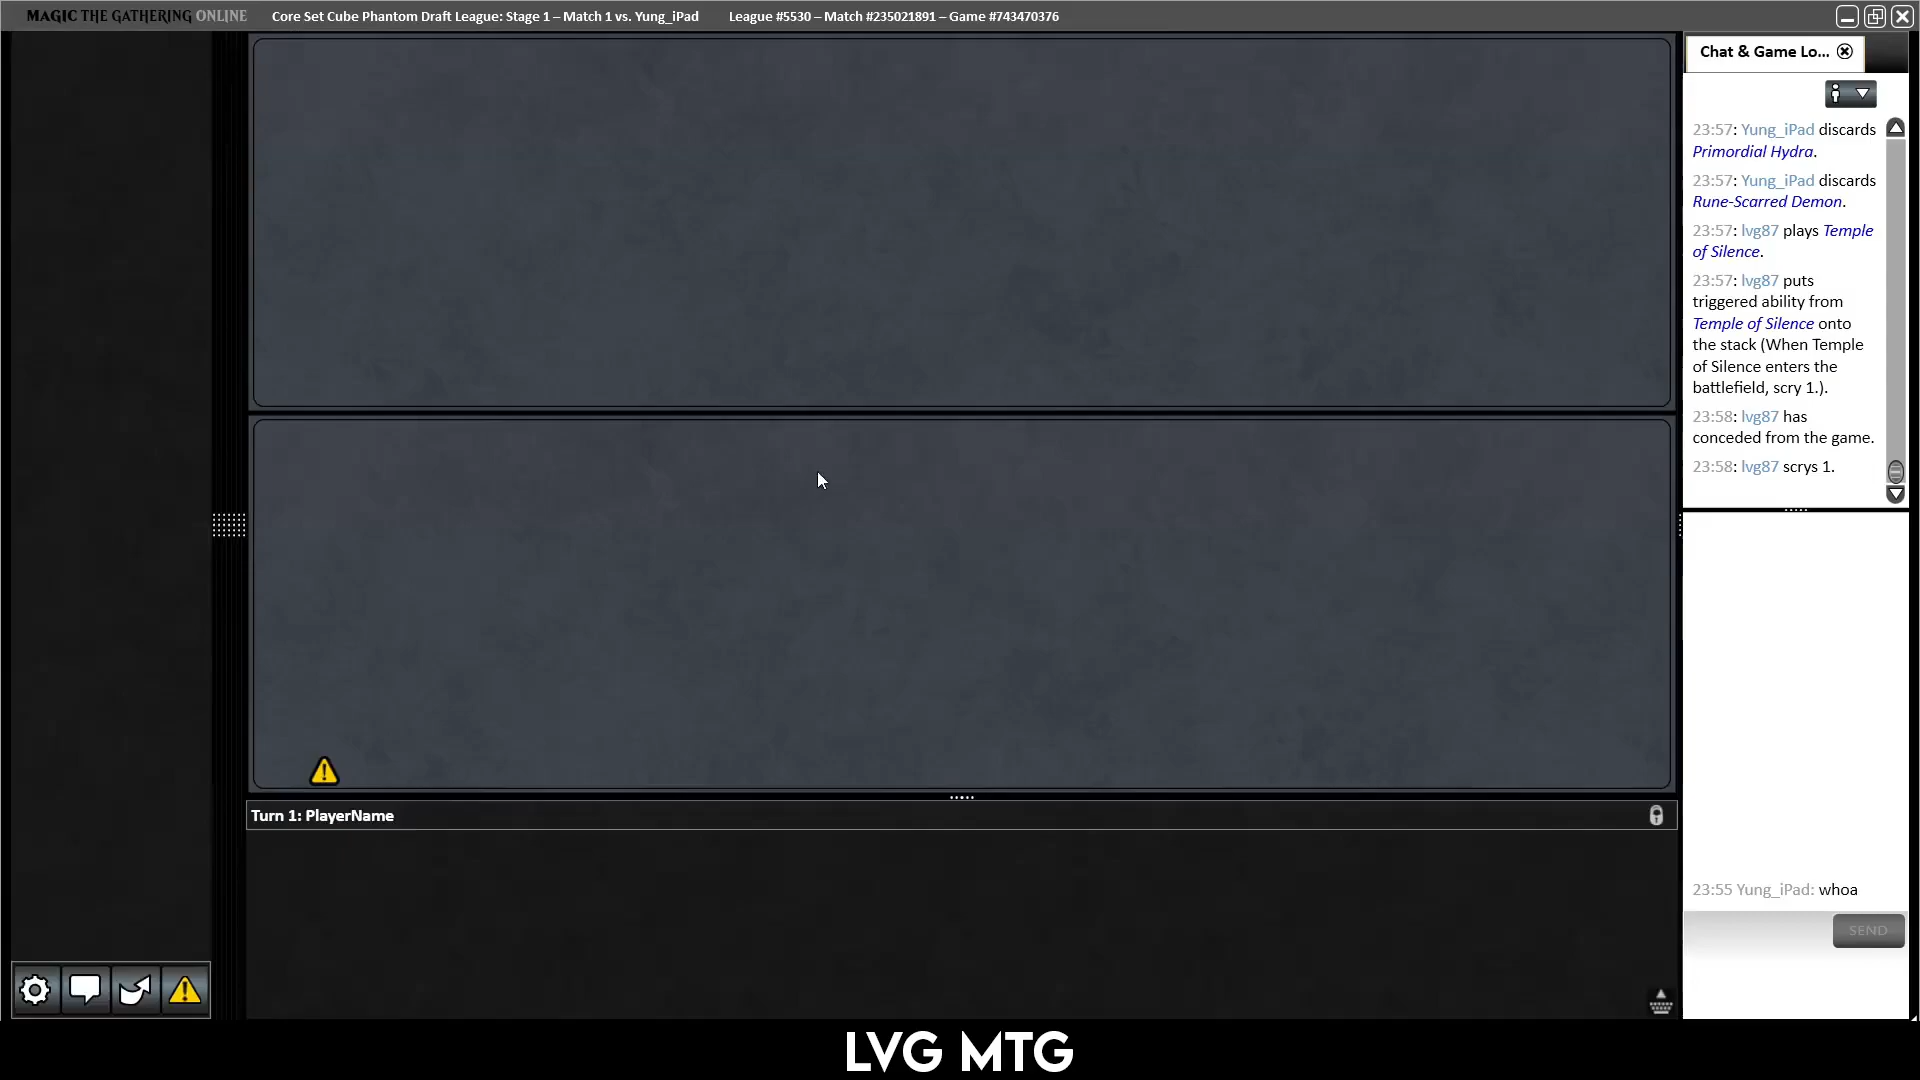 MAGIC THE GATHERING ONLINE
Core Set Cube Phantom Draft League: Stage 1 – Match 1 vs. Yung_iPad
League #5530 – Match #235021891 – Game #743470376
Chat & Game Lo...
23:57: Yung_iPad discards
Primordial Hydra.
23:57: Yung_iPad discards
Rune-Scarred Demon.
23:57: lvg87 plays Temple
of Silence.
23:57: lvg87 puts
triggered ability from
Temple of Silence onto
the stack (When Temple
of Silence enters the
battlefield, scry 1.).
23:58: lvg87 has
conceded from the game.
23:58: lvg87 scrys 1.
Turn 1: PlayerName
23:55 Yung_iPad: whoa
SEND
LVG MTG